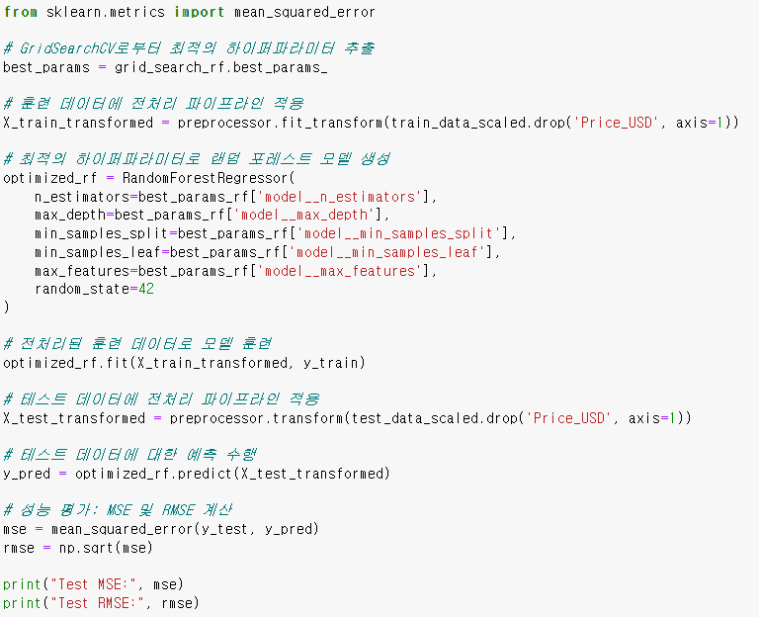 from sklearn.metrics import mean_squared_error
# GridSearchCV로부터 최적의 하이퍼파라미터 추출
best_params = grid_search_rf.best_params_
# 훈련 데이터에 전처리 파이프라인 적용
X_train_transformed = preprocessor.fit_transform(train_data_scaled.drop('Price_USD', axis=1))
# 최적의 하이퍼파라미터로 랜덤 포레스트 모델 생성
optimized_rf = RandomForestRegressor(
    n_estimators=best_params_rf['model__n_estimators'],
    max_depth=best_params_rf['model__max_depth'],
    min_samples_split=best_params_rf['model__min_samples_split'],
    min_samples_leaf=best_params_rf['model__min_samples_leaf'],
    max_features=best_params_rf['model__max_features'],
    random_state=42
)
# 전처리된 훈련 데이터로 모델 훈련
optimized_rf.fit(X_train_transformed, y_train)
# 테스트 데이터에 전처리 파이프라인 적용
X_test_transformed = preprocessor.transform(test_data_scaled.drop('Price_USD', axis=1))
# 테스트 데이터에 대한 예측 수행
y_pred = optimized_rf.predict(X_test_transformed)
# 성능 평가: MSE 및 RMSE 계산
mse = mean_squared_error(y_test, y_pred)
rmse = np.sqrt(mse)
print("Test MSE:", mse)
print("Test RMSE:", rmse)